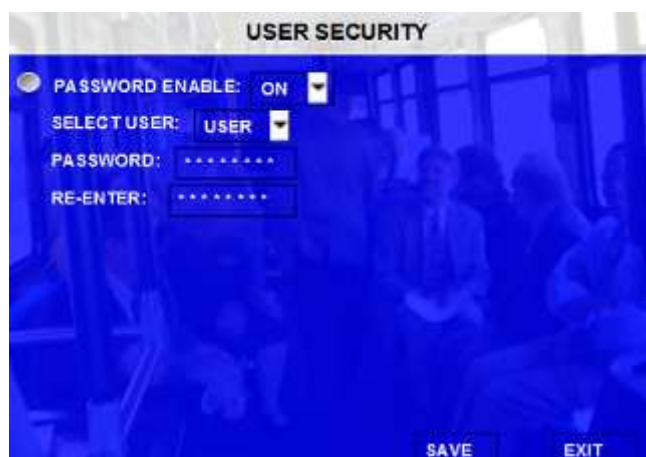 USER SECURITY
PASSWORD ENABLE: ON
SELECT USER: USER
PASSWORD: ********
RE-ENTER: ********
SAVE EXIT